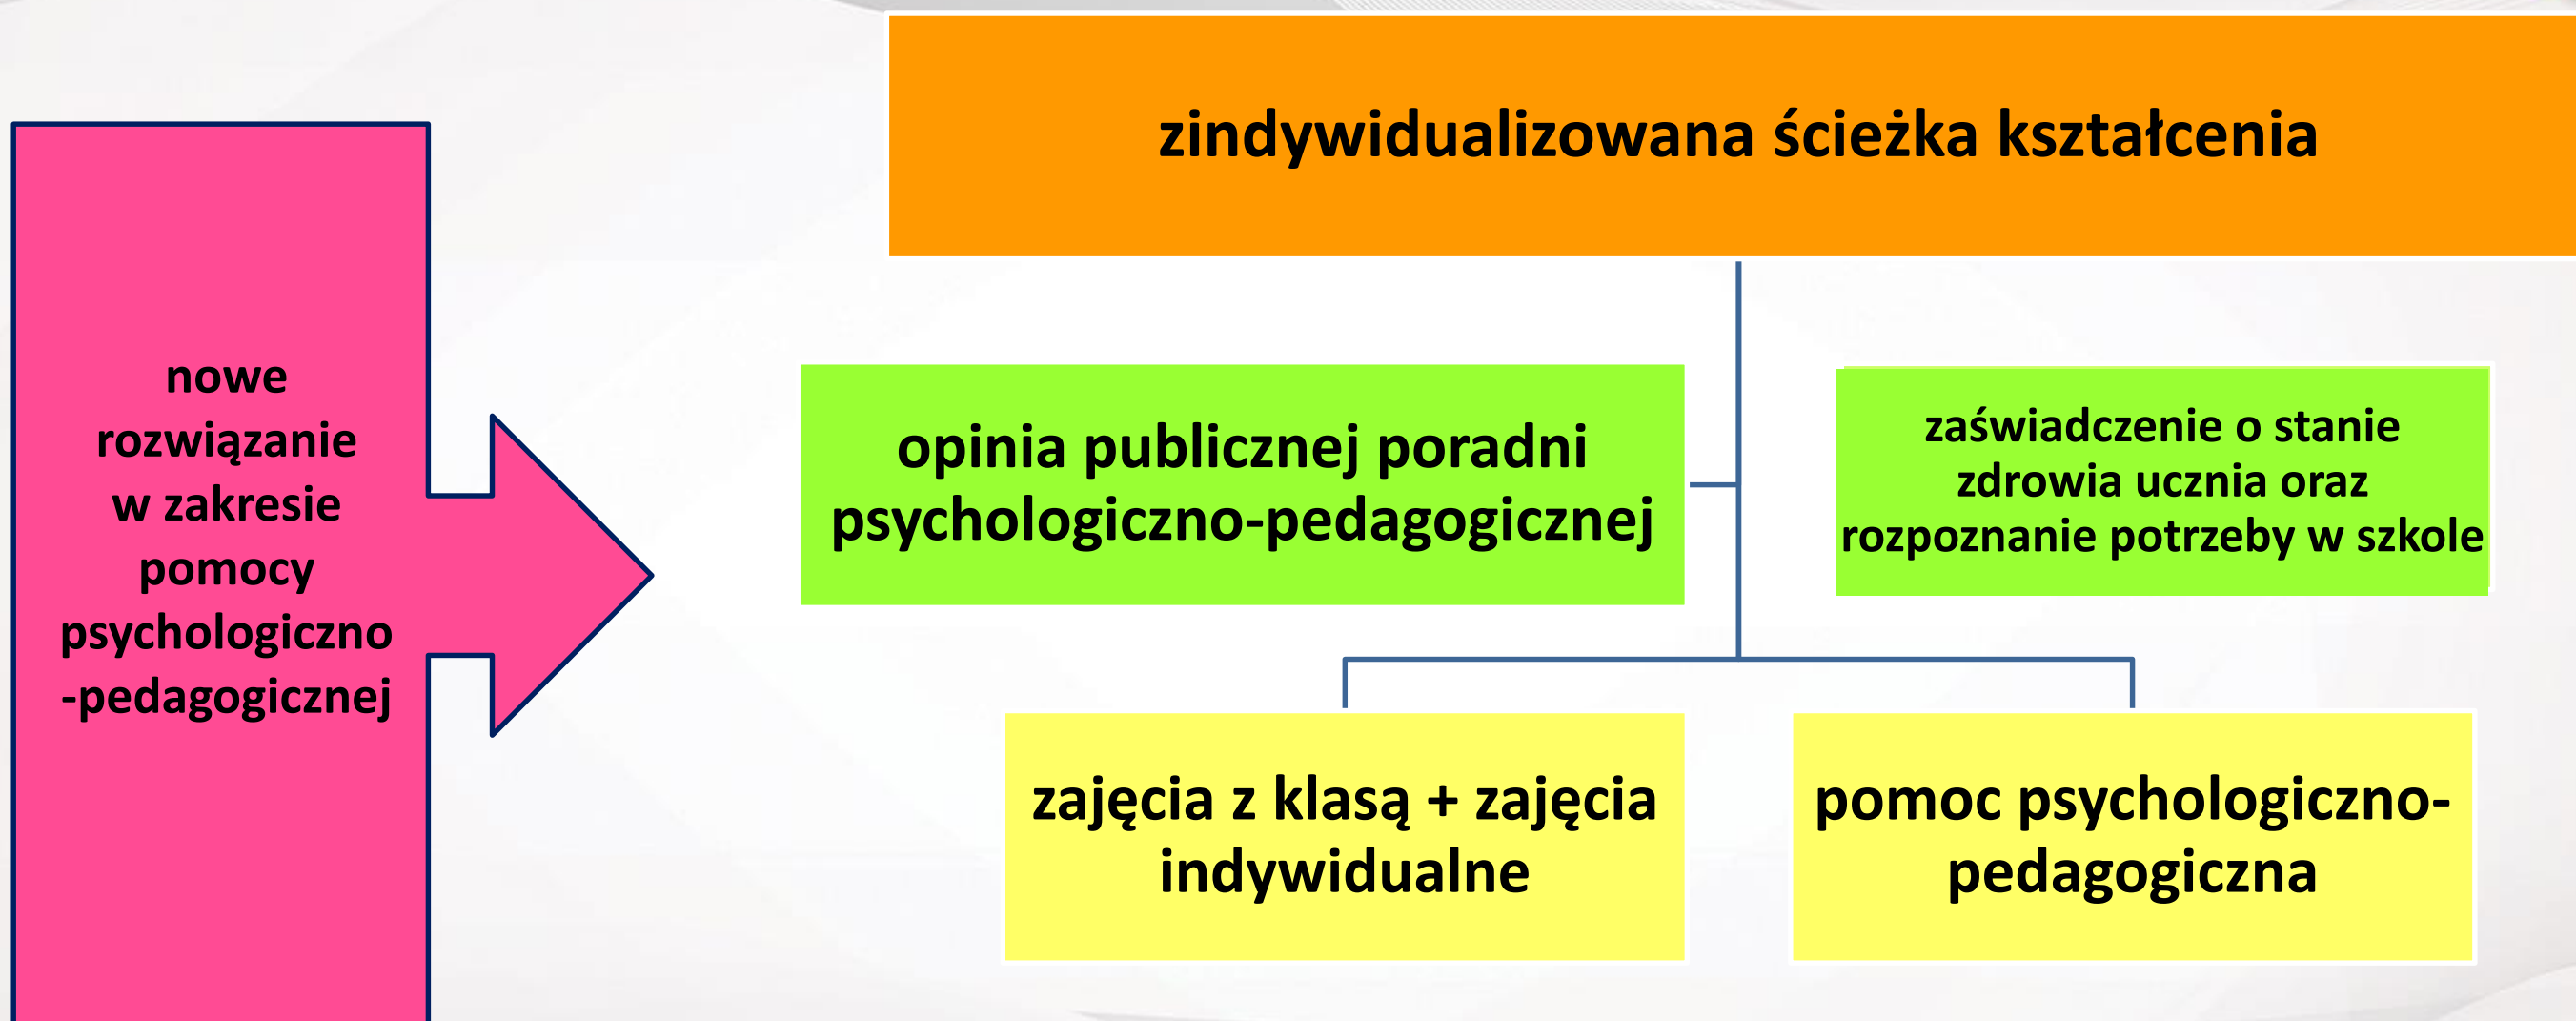 nowe
rozwiązanie
w zakresie
pomocy
psychologiczno
-pedagogicznej
zindywidualizowana ścieżka kształcenia
opinia publicznej poradni
psychologiczno-pedagogicznej
zaświadczenie o stanie
zdrowia ucznia oraz
rozpoznanie potrzeby w szkole
zajęcia z klasą + zajęcia
indywidualne
pomoc psychologiczno-
pedagogiczna